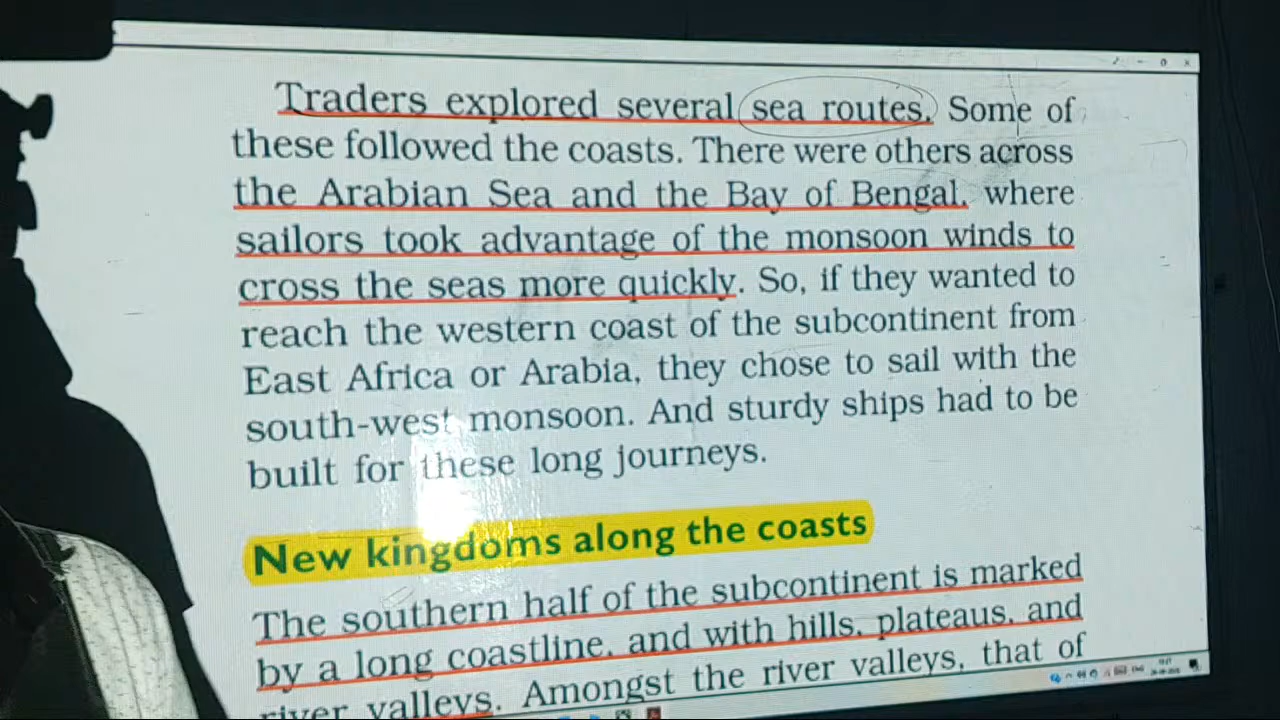 Traders explored several sea routes. Some of
these followed the coasts. There were others across
the Arabian Sea and the Bay of Bengal, where
sailors took advantage of the monsoon winds to
cross the seas more quickly. So, if they wanted to
reach the western coast of the subcontinent from
East Africa or Arabia, they chose to sail with the
south-west monsoon. And sturdy ships had to be
built for these long journeys.
New kingdoms along the coasts
The southern half of the subcontinent is marked
by a long coastline, and with hills, plateaus, and
river valleys. Amongst the river valleys, that of